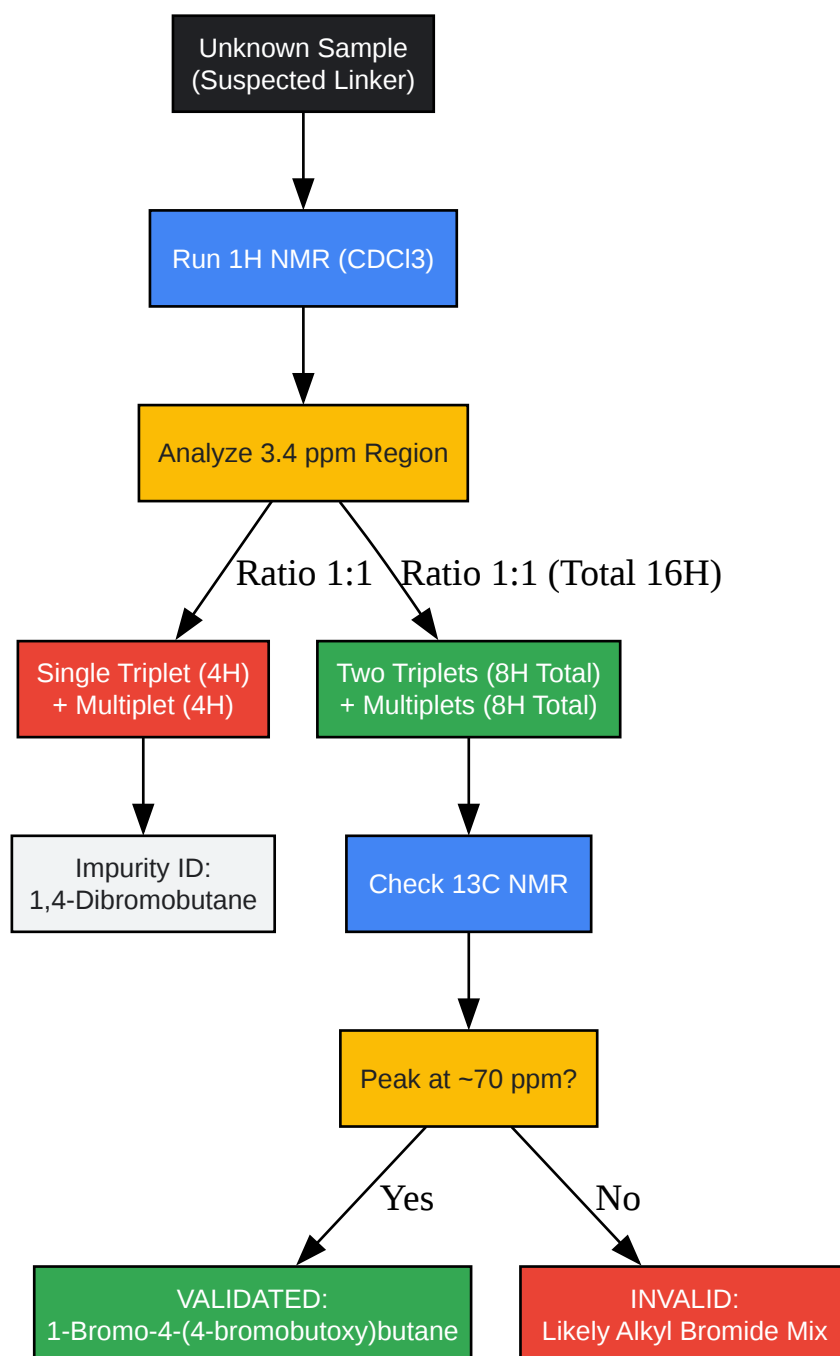 Unknown Sample
(Suspected Linker)
Run 1H NMR (CDCl3)
Analyze 3.4 ppm Region
Ratio 1:1
Ratio 1:1 (Total 16H)
Single Triplet (4H)
+ Multiplet (4H)
Two Triplets (8H Total)
+ Multiplets (8H Total)
Impurity ID:
1,4-Dibromobutane
Check 13C NMR
Peak at ~70 ppm?
Yes
No
VALIDATED:
1-Bromo-4-(4-bromobutoxy)butane
INVALID:
Likely Alkyl Bromide Mix